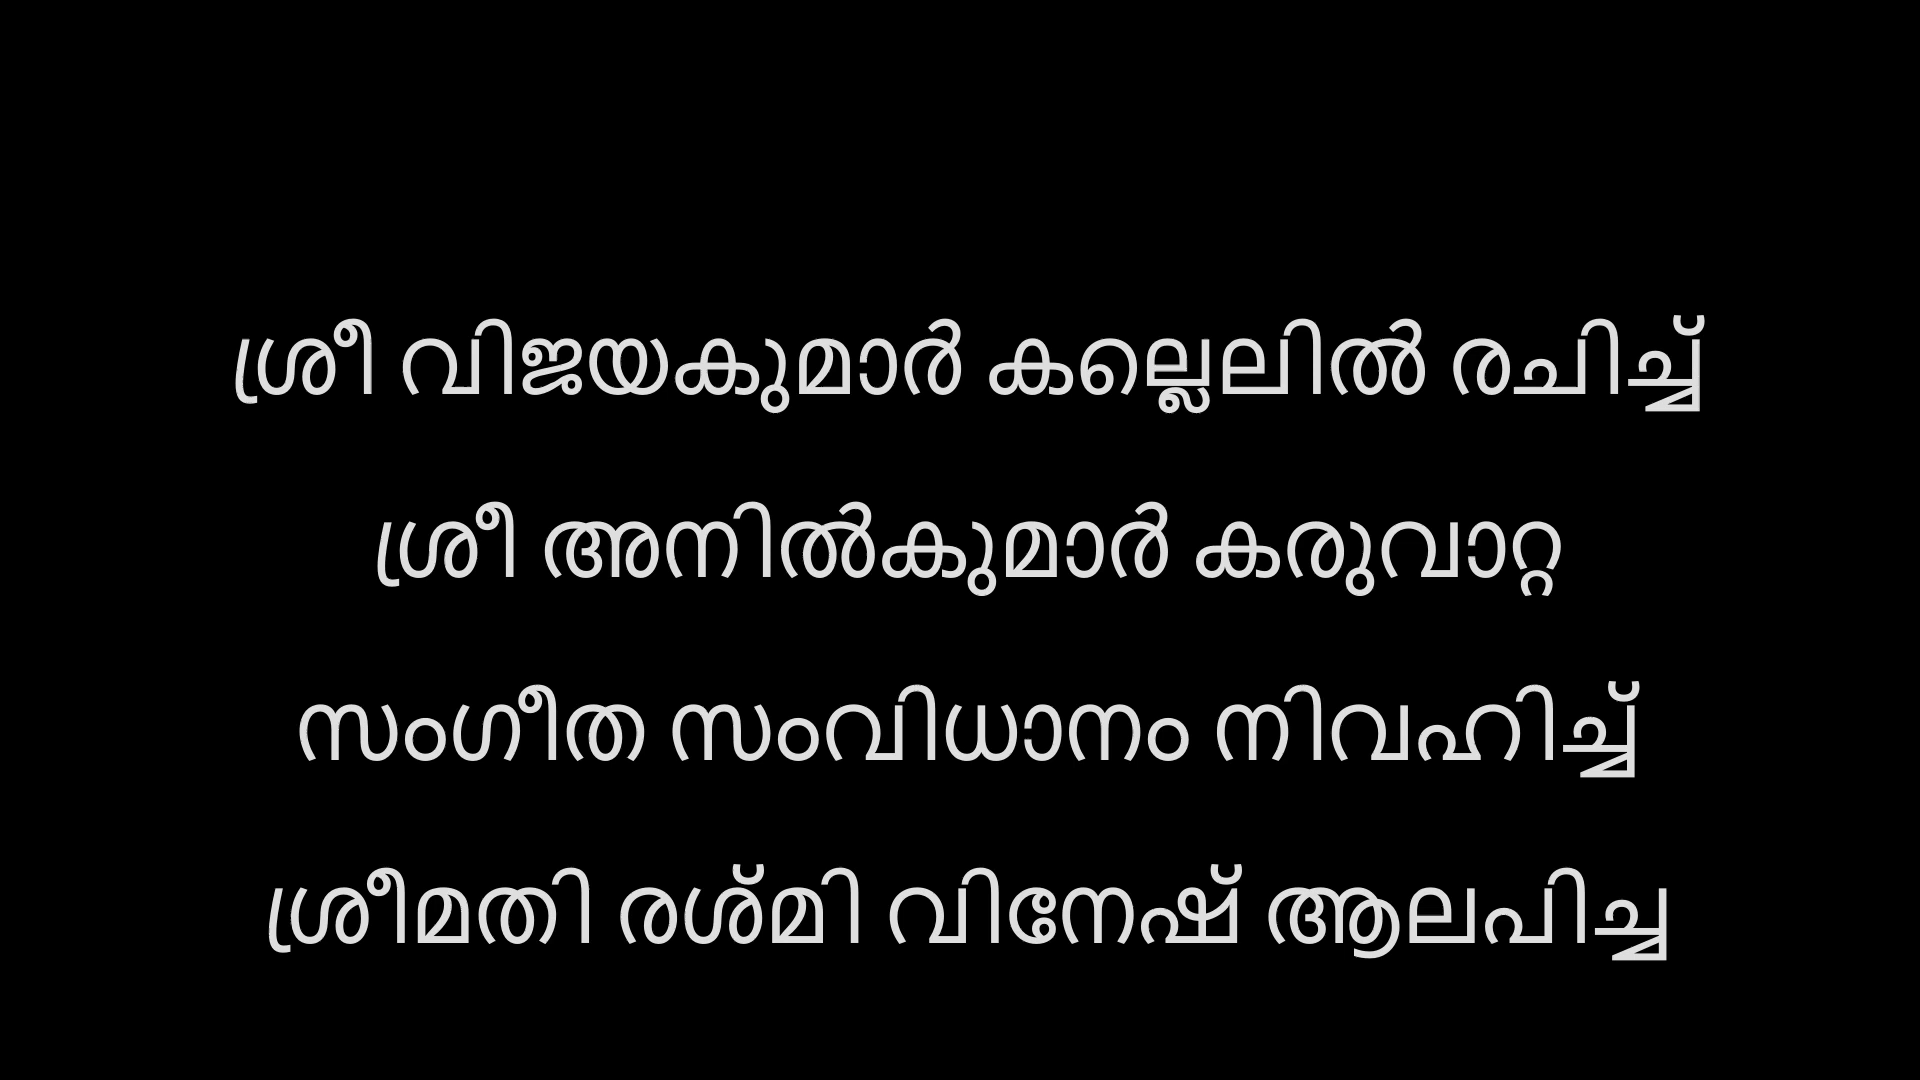 ശ്രീ വിജയകുമാർ കല്ലെലിൽ രചിച്ച്
ശ്രീ അനിൽകുമാർ കരുവാറ്റ
സംഗീത സംവിധാനം നിവഹിച്ച്
ശ്രീമതി രശ്മി വിനേഷ് ആലപിച്ച